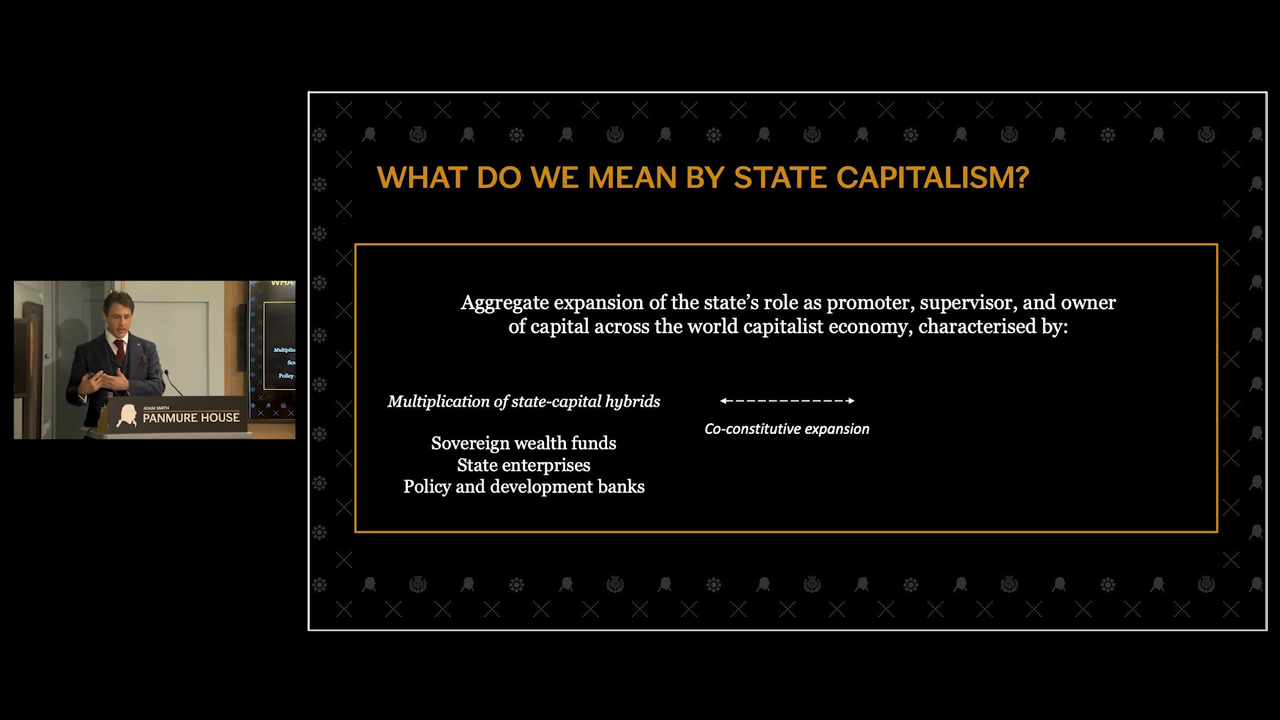 WHAT DO WE MEAN BY STATE CAPITALISM?
Aggregate expansion of the state’s role as promoter, supervisor, and owner
of capital across the world capitalist economy, characterised by:
Multiplication of state-capital hybrids
Co-constitutive expansion
Sovereign wealth funds
State enterprises
Policy and development banks
ADAM SMITH
PANMURE HOUSE